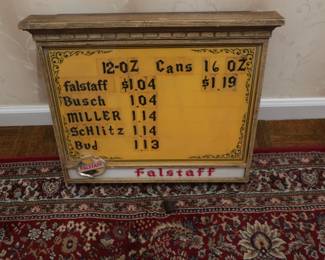 12-OZ Cans 16 OZ
falstaff $1.04 $1.19
Busch 1.04
MILLER 1.14
ScHlitz 1.14
Bud 1.13
Falstaff